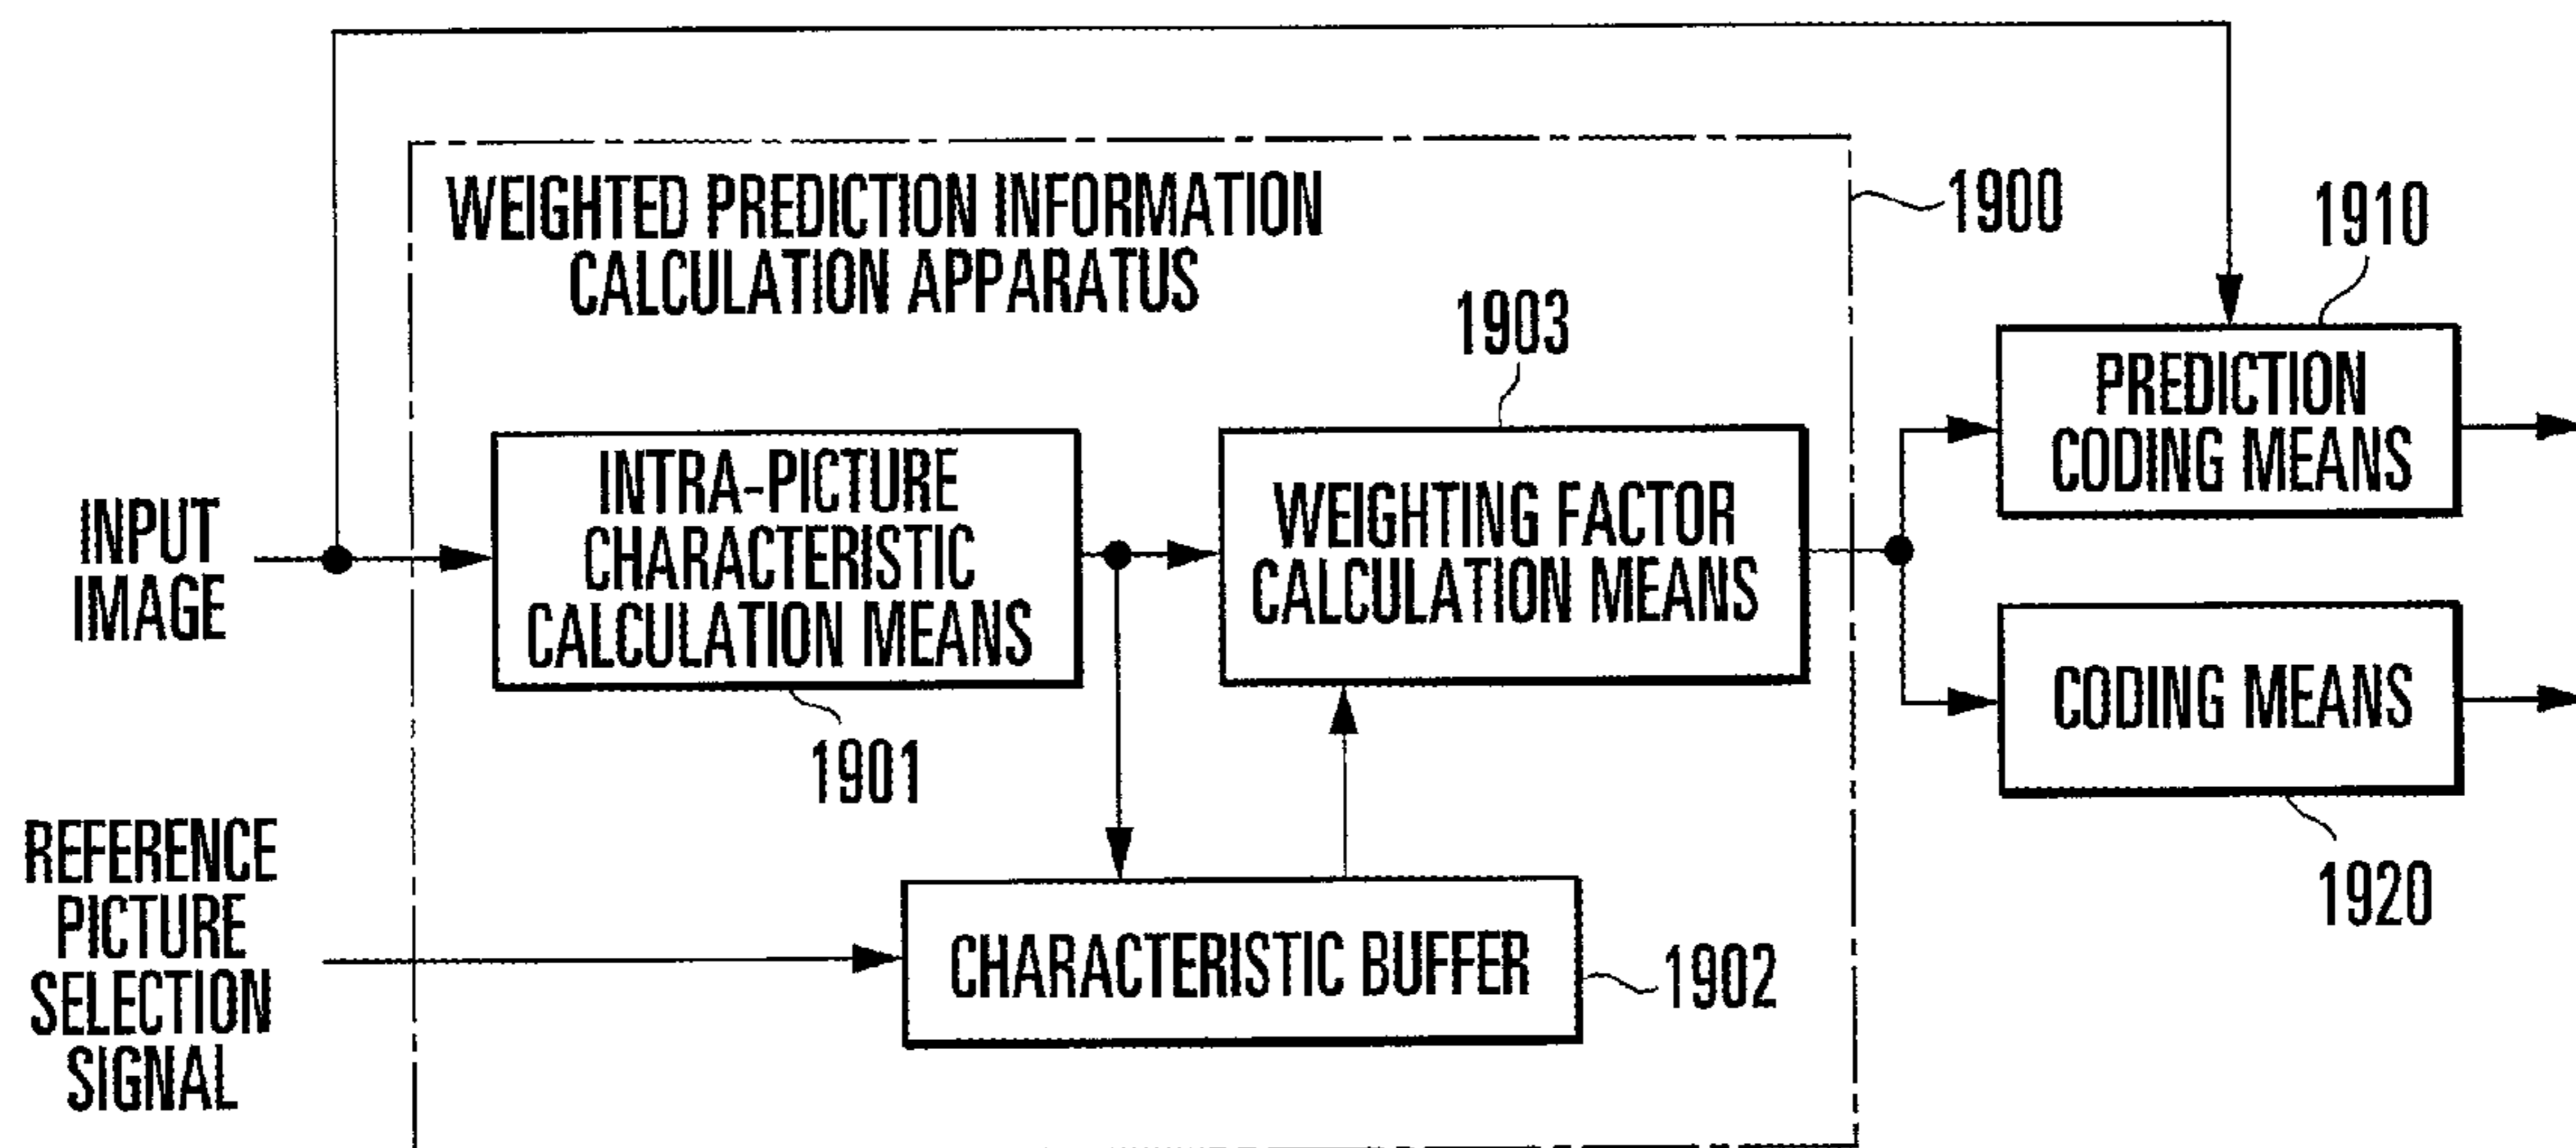 WEIGHTED PREDICTION INFORMATION
CALCULATION APPARATUS
1900
1910
1903
PREDICTION
CODING MEANS
INTRA-PICTURE
CHARACTERISTIC
CALCULATION MEANS
WEIGHTING FACTOR
CALCULATION MEANS
INPUT
IMAGE
CODING MEANS
1901
1920
REFERENCE
PICTURE
SELECTION
SIGNAL
CHARACTERISTIC BUFFER
1902